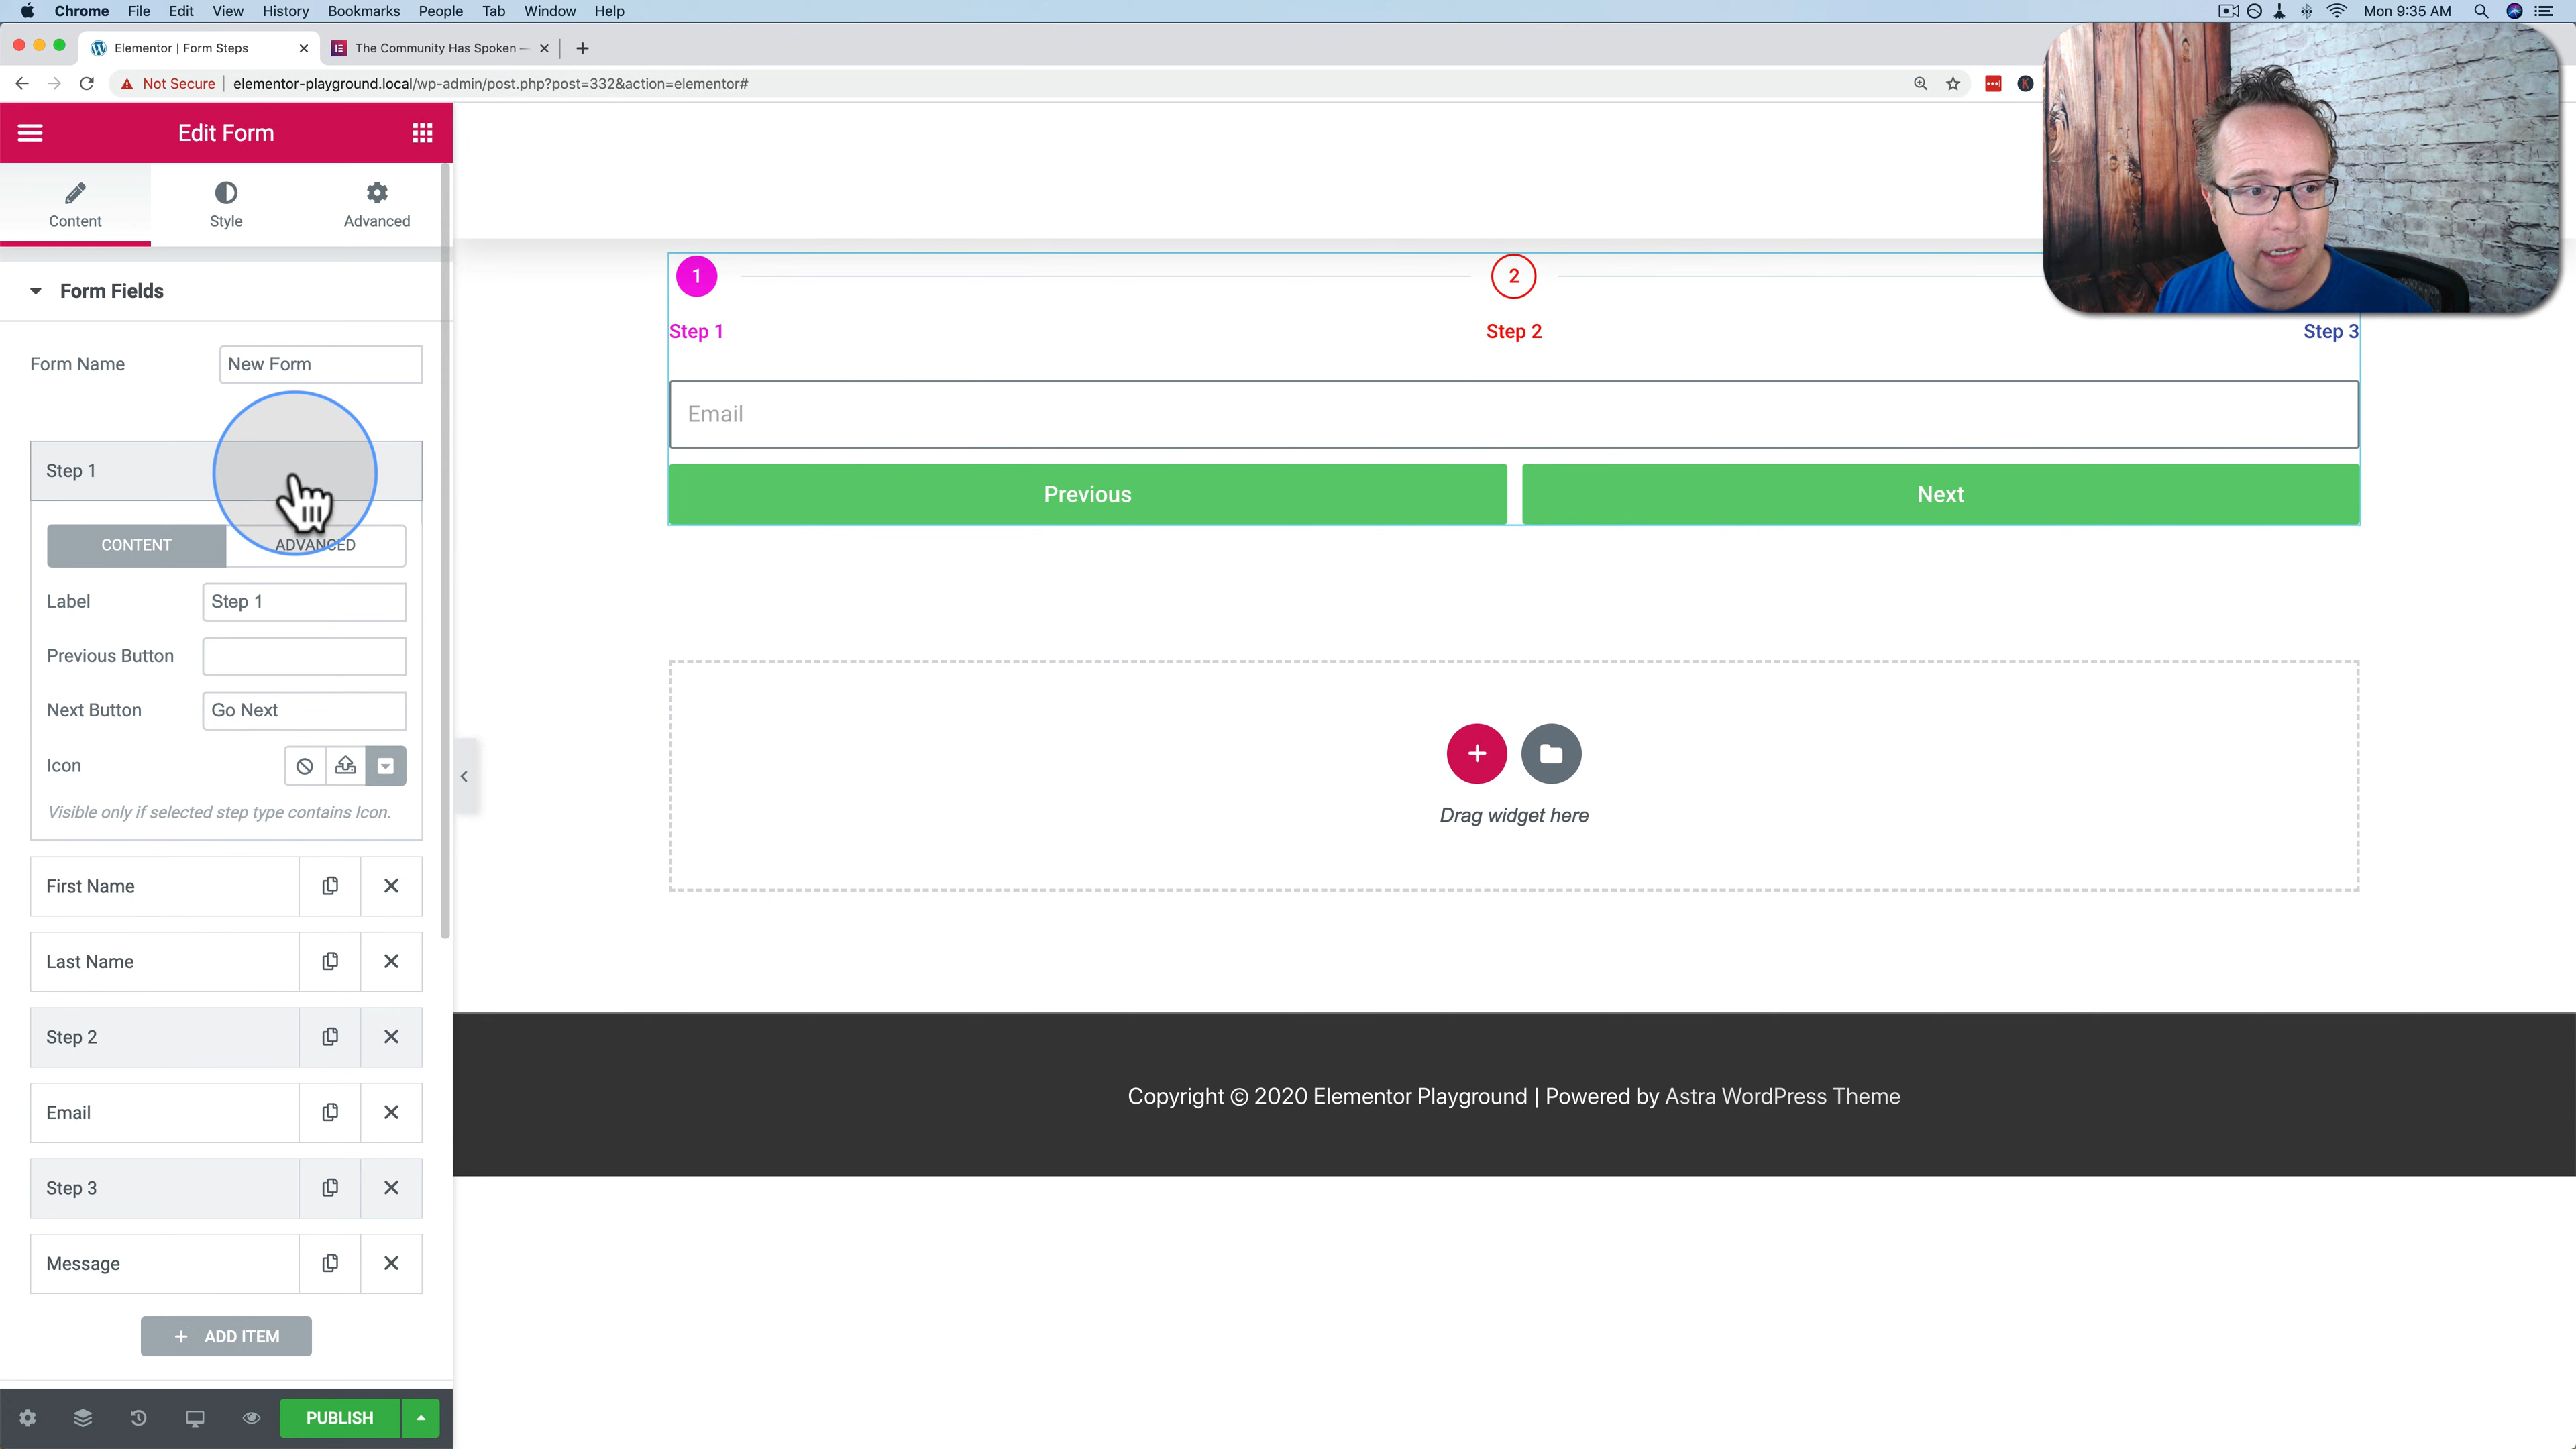 Chrome File Edit View History Bookmarks People Tab Window Help
Mon 9:35 AM
Elementor | Form Steps
The Community Has Spoken —
Not Secure elementor-playground.local/wp-admin/post.php?post=332&action=elementor#
K
Edit Form
Content Style Advanced
Form Fields
Form Name New Form
Step 1
CONTENT ADVANCED
Label Step 1
Previous Button
Next Button Go Next
Icon
Visible only if selected step type contains Icon.
First Name
Last Name
Step 2
Email
Step 3
Message
+ ADD ITEM
PUBLISH
1 2
Step 1 Step 2 Step 3
Email
Previous Next
Drag widget here
Copyright © 2020 Elementor Playground | Powered by Astra WordPress Theme